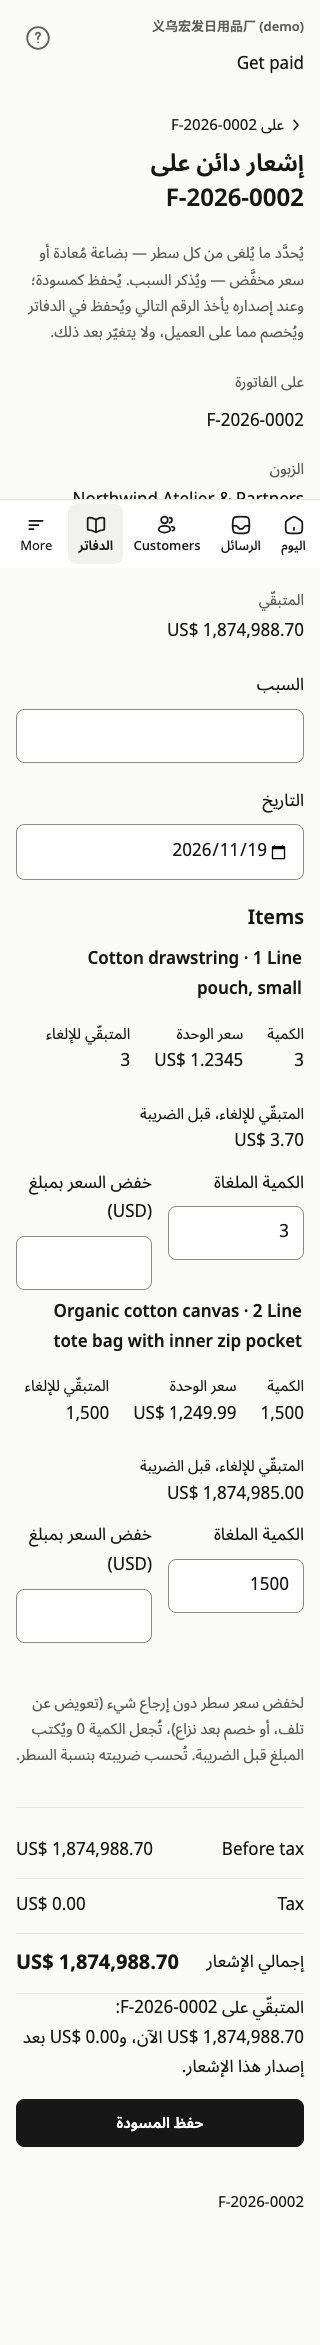 义乌宏发日用品厂 (demo)
Get paid
على F-2026-0002
إشعار دائن على
F-2026-0002
يُحدَّد ما يُلغى من كل سطر — بضاعة مُعادة أو
سعر مخفَّض — ويُذكر السبب. يُحفظ كمسودة؛
وعند إصداره يأخذ الرقم التالي ويُحفظ في الدفاتر
ويُخصم مما على العميل، ولا يتغيّر بعد ذلك.
على الفاتورة
F-2026-0002
الزبون
Northwind Atelier & Partners
اليوم
الرسائل
Customers
الدفاتر
More
المتبقّي
US$ 1,874,988.70
السبب
التاريخ
2026/11/19
Items
Cotton drawstring · 1 Line
pouch, small
الكمية سعر الوحدة المتبقّي للإلغاء
3 US$ 1.2345 3
المتبقّي للإلغاء، قبل الضريبة
US$ 3.70
الكمية الملغاة
خفض السعر بمبلغ
(USD)
3
Organic cotton canvas · 2 Line
tote bag with inner zip pocket
الكمية سعر الوحدة المتبقّي للإلغاء
1,500 US$ 1,249.99 1,500
المتبقّي للإلغاء، قبل الضريبة
US$ 1,874,985.00
الكمية الملغاة
خفض السعر بمبلغ
(USD)
1500
لخفض سعر سطر دون إرجاع شيء (تعويض عن
تلف، أو خصم بعد نزاع)، تُجعل الكمية 0 ويُكتب
المبلغ قبل الضريبة. تُحسب ضريبته بنسبة السطر.
Before tax US$ 1,874,988.70
Tax US$ 0.00
إجمالي الإشعار US$ 1,874,988.70
المتبقّي على F-2026-0002:
US$ 1,874,988.70 الآن، وUS$ 0.00 بعد
إصدار هذا الإشعار.
حفظ المسودة
F-2026-0002